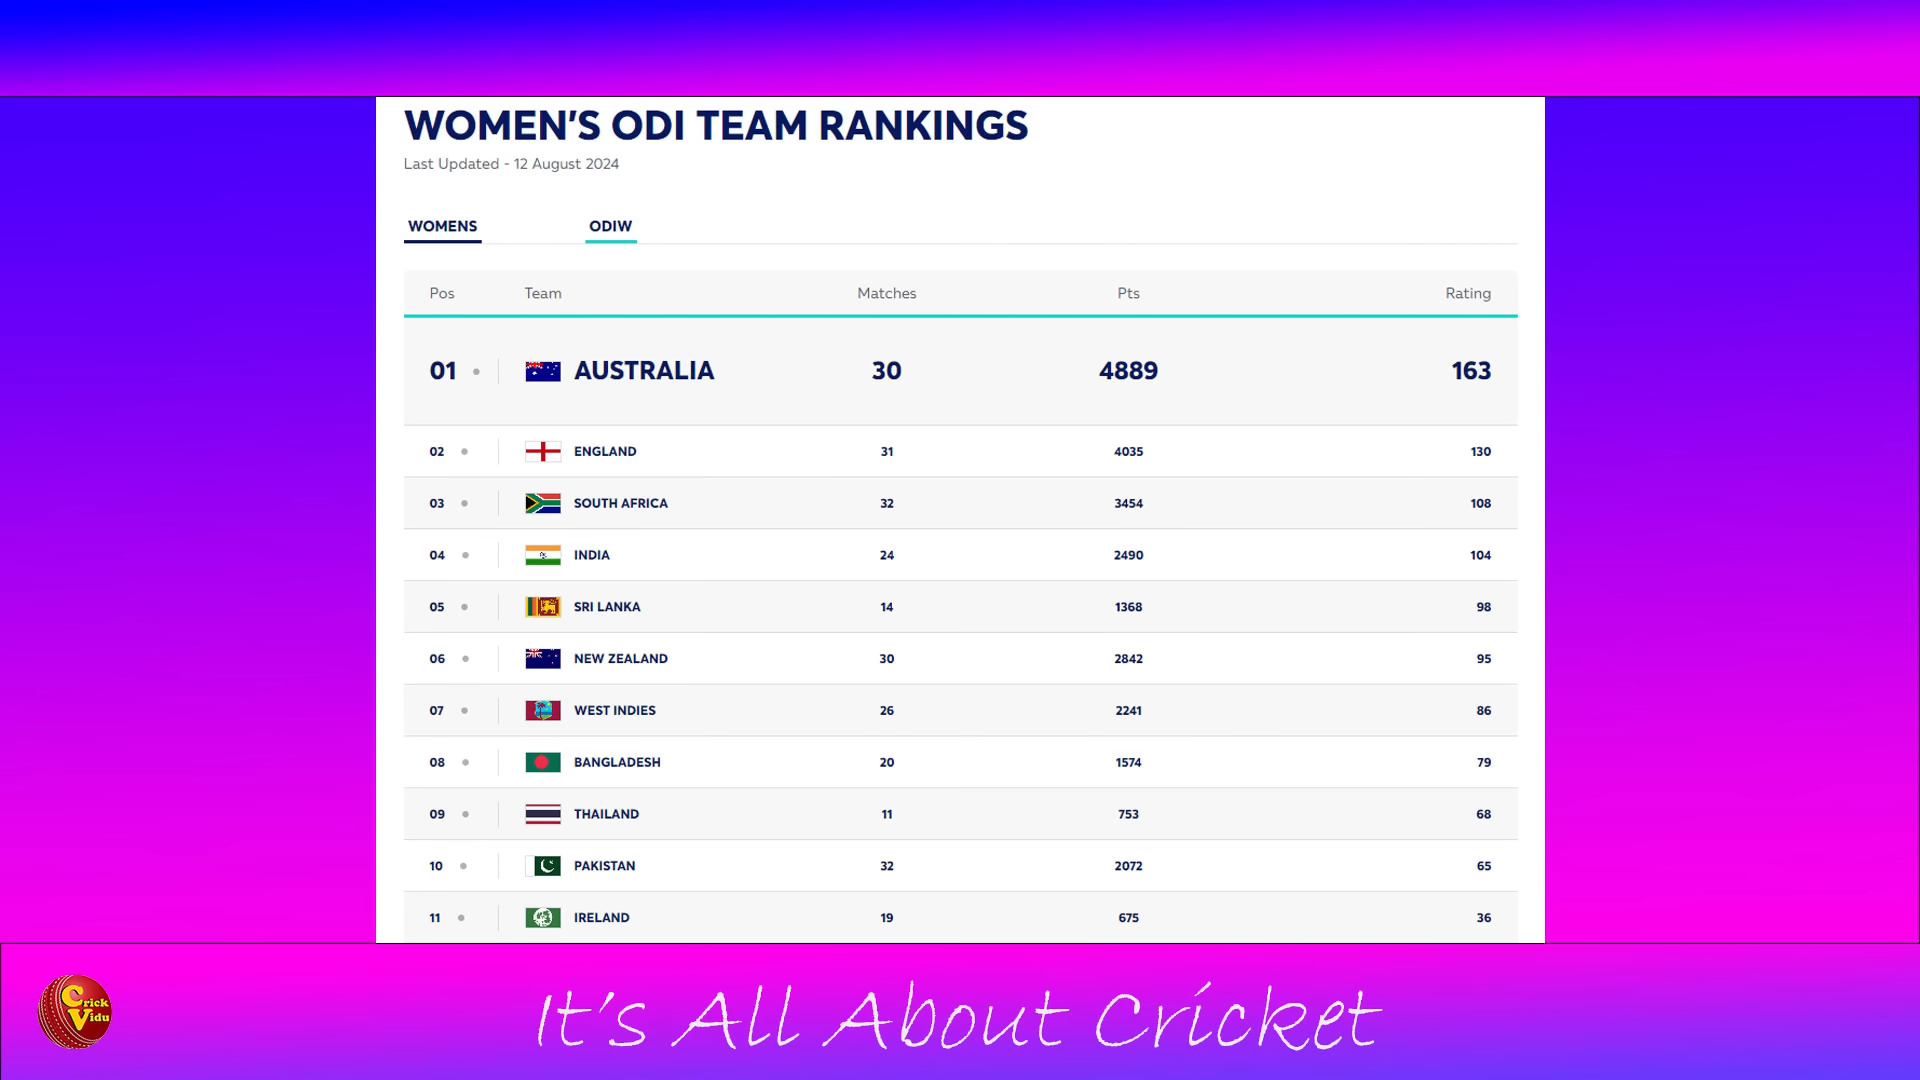 WOMEN'S ODI TEAM RANKINGS
Last Updated - 12 August 2024
WOMENS ODIW
Pos Team Matches Pts Rating
01 AUSTRALIA 30 4889 163
02 ENGLAND 31 4035 130
03 SOUTH AFRICA 32 3454 108
04 INDIA 24 2490 104
05 SRI LANKA 14 1368 98
06 NEW ZEALAND 30 2842 95
07 WEST INDIES 26 2241 86
08 BANGLADESH 20 1574 79
09 THAILAND 11 753 68
10 PAKISTAN 32 2072 65
11 IRELAND 19 675 36
Crick
Vidu
It's All About Cricket